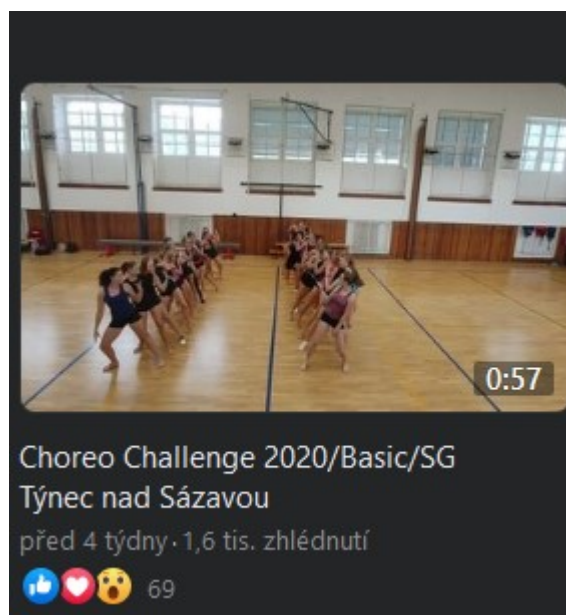 0:57
Choreo Challenge 2020/Basic/SG
Týnec nad Sázavou
před 4 týdny · 1,6 tis. zhlédnutí
69